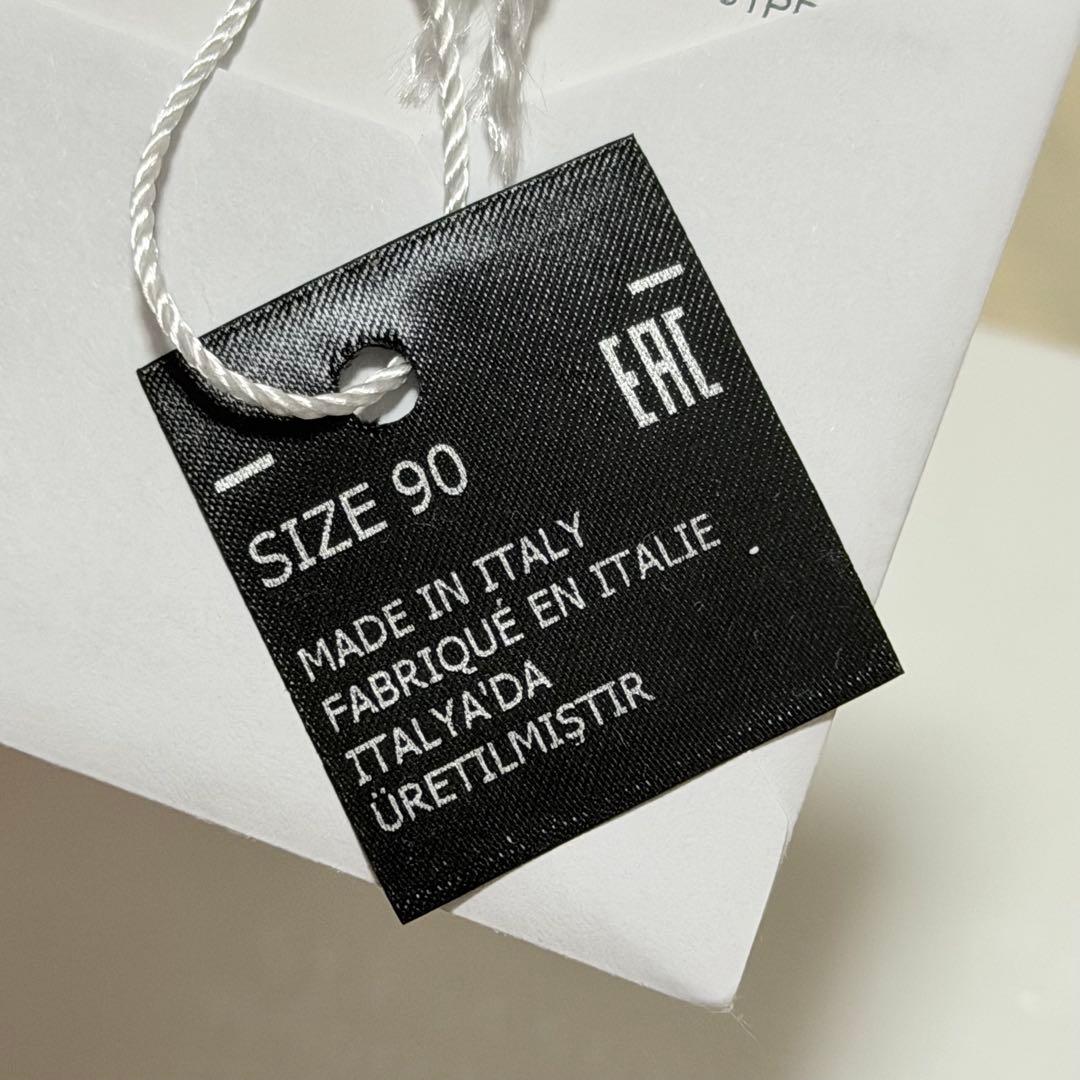 EAC
SIZE 90
MADE IN ITALY
FABRIQUÉ EN ITALIE
ITALYA'DA
ÜRETILMIŞTIR